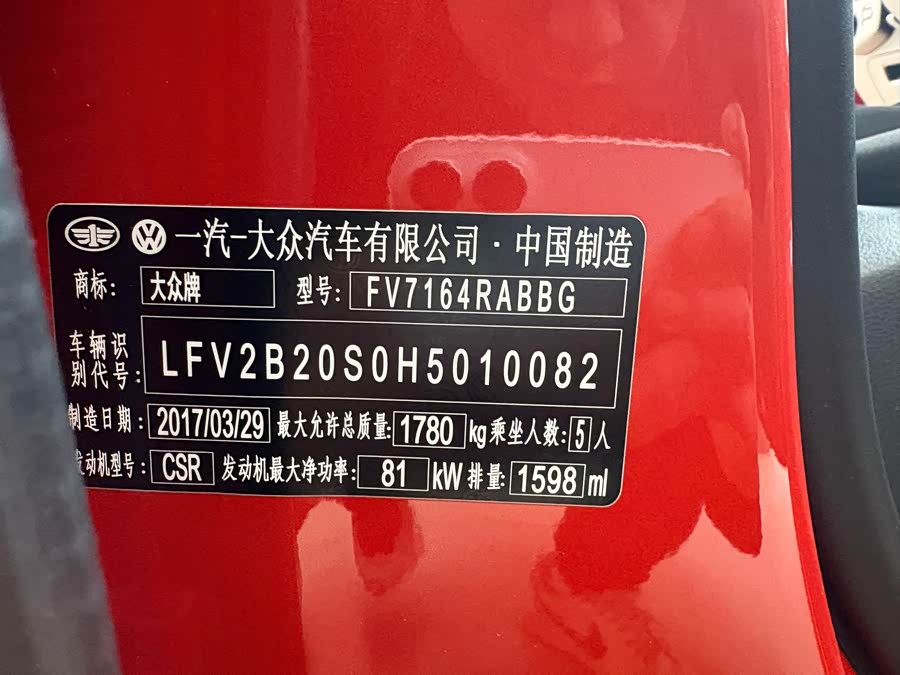 一汽-大众汽车有限公司·中国制造
商标: 大众牌 型号: FV7164RABBG
车辆识别代号: LFV2B20S0H5010082
制造日期: 2017/03/29 最大允许总质量: 1780 kg 乘坐人数: 5 人
发动机型号: CSR 发动机最大净功率: 81 kW 排量: 1598 ml